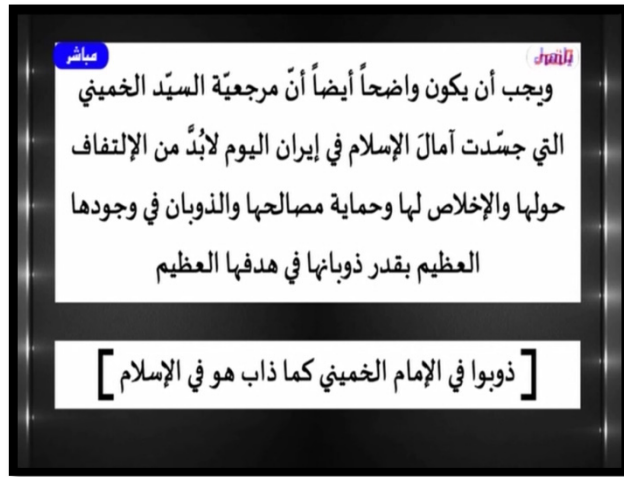 مباشر
ويجب أن يكون واضحاً أيضاً أنّ مرجعيّة السيّد الخميني
التي جسّدت آمالَ الإسلام في إيران اليوم لابُدَّ من الإلتفاف
حولها والإخلاص لها وحماية مصالحها والذوبان في وجودها
العظيم بقدر ذوبانها في هدفها العظيم
[ ذوبوا في الإمام الخميني كما ذاب هو في الإسلام ]